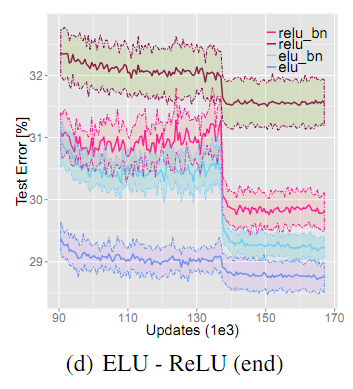 relu_bn
relu
elu_bn
elu
Test Error [%]
32
31
30
29
90
110
130
150
170
Updates (1e3)
(d) ELU - ReLU (end)